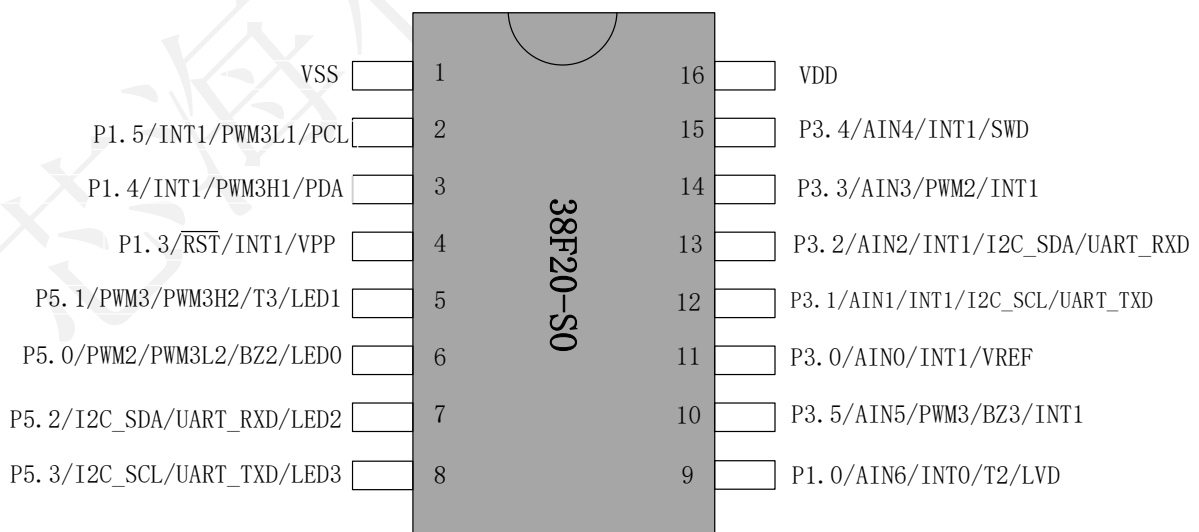 VSS 1 16 VDD
P1.5/INT1/PWM3L1/PCL 2 15 P3.4/AIN4/INT1/SWD
P1.4/INT1/PWM3H1/PDA 3 14 P3.3/AIN3/PWM2/INT1
P1.3/R̅S̅T̅/INT1/VPP 4 13 P3.2/AIN2/INT1/I2C_SDA/UART_RXD
P5.1/PWM3/PWM3H2/T3/LED1 5 12 P3.1/AIN1/INT1/I2C_SCL/UART_TXD
P5.0/PWM2/PWM3L2/BZ2/LED0 6 11 P3.0/AIN0/INT1/VREF
P5.2/I2C_SDA/UART_RXD/LED2 7 10 P3.5/AIN5/PWM3/BZ3/INT1
P5.3/I2C_SCL/UART_TXD/LED3 8 9 P1.0/AIN6/INT0/T2/LVD
38F20-SO
芯海